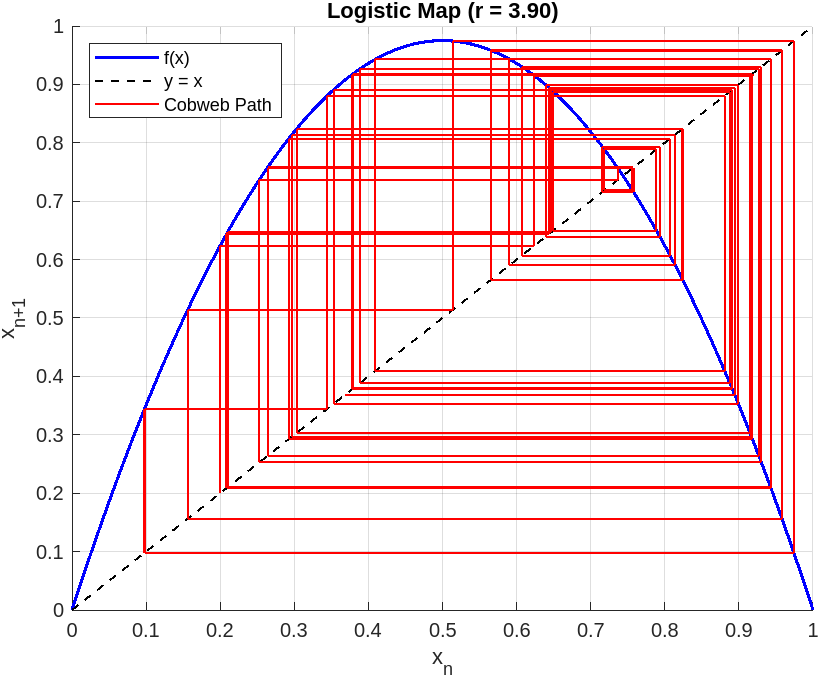 Logistic Map (r = 3.90)
f(x)
y = x
Cobweb Path
1
0.9
0.8
0.7
0.6
0.5
0.4
0.3
0.2
0.1
0
x_{n+1}
0 0.1 0.2 0.3 0.4 0.5 0.6 0.7 0.8 0.9 1
x_n